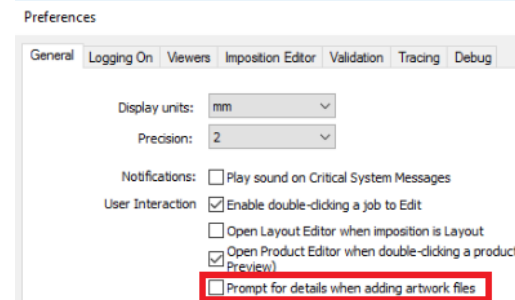 Preferences
General Logging On Viewers Imposition Editor Validation Tracing Debug
Display units: mm
Precision: 2
Notifications: Play sound on Critical System Messages
User Interaction Enable double-clicking a job to Edit
Open Layout Editor when imposition is Layout
Open Product Editor when double-clicking a product
Preview)
Prompt for details when adding artwork files